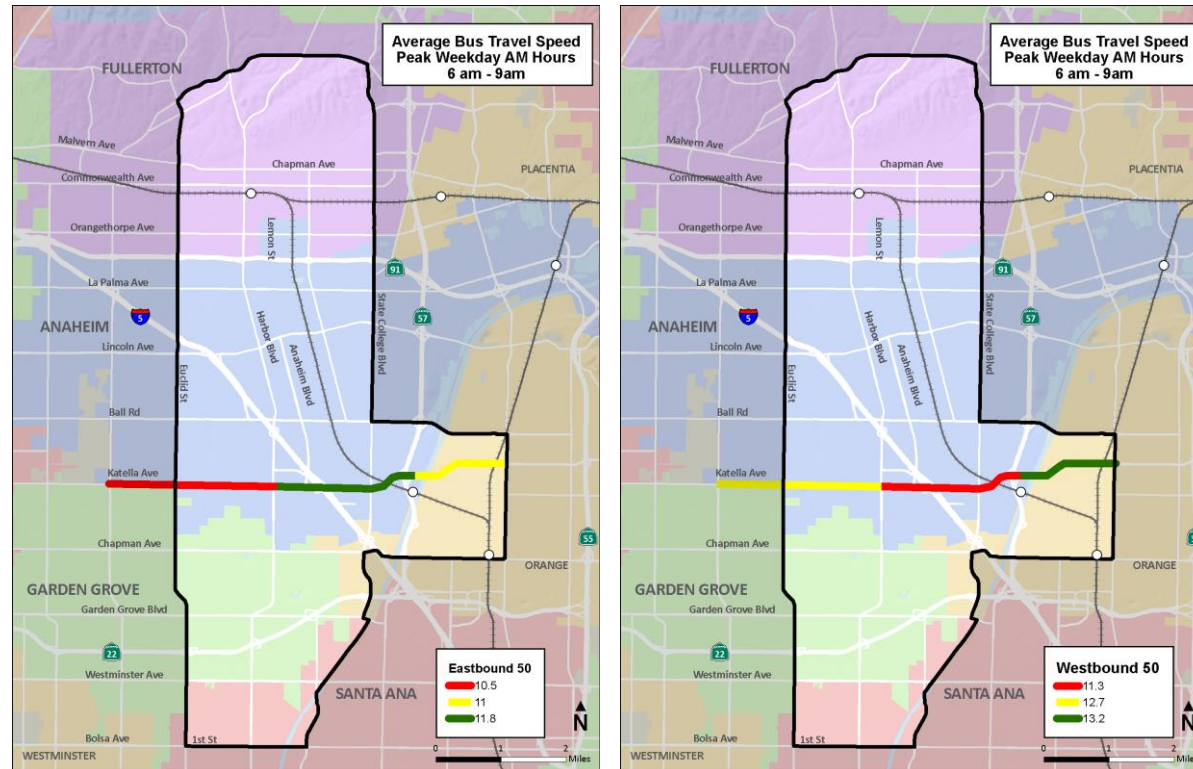 Average Bus Travel Speed
Peak Weekday AM Hours
6 am - 9am
FULLERTON
Malvern Ave
Chapman Ave
Commonwealth Ave
PLACENTIA
Orangethorpe Ave
Lemon St
La Palma Ave
91
State College Blvd
57
ANAHEIM
5
Harbor Blvd
Anaheim Blvd
Lincoln Ave
Euclid St
Ball Rd
Katella Ave
Chapman Ave
55
ORANGE
GARDEN GROVE
Garden Grove Blvd
22
Westminster Ave
SANTA ANA
Eastbound 50
10.5
11
11.8
N
Bolsa Ave
1st St
WESTMINSTER
0 1 2
Miles
Average Bus Travel Speed
Peak Weekday AM Hours
6 am - 9am
FULLERTON
Malvern Ave
Chapman Ave
Commonwealth Ave
PLACENTIA
Orangethorpe Ave
Lemon St
La Palma Ave
91
State College Blvd
57
ANAHEIM
5
Harbor Blvd
Anaheim Blvd
Lincoln Ave
Euclid St
Ball Rd
Katella Ave
Chapman Ave
ORANGE
GARDEN GROVE
Garden Grove Blvd
22
Westminster Ave
SANTA ANA
Westbound 50
11.3
12.7
13.2
N
Bolsa Ave
1st St
WESTMINSTER
0 1 2
Miles